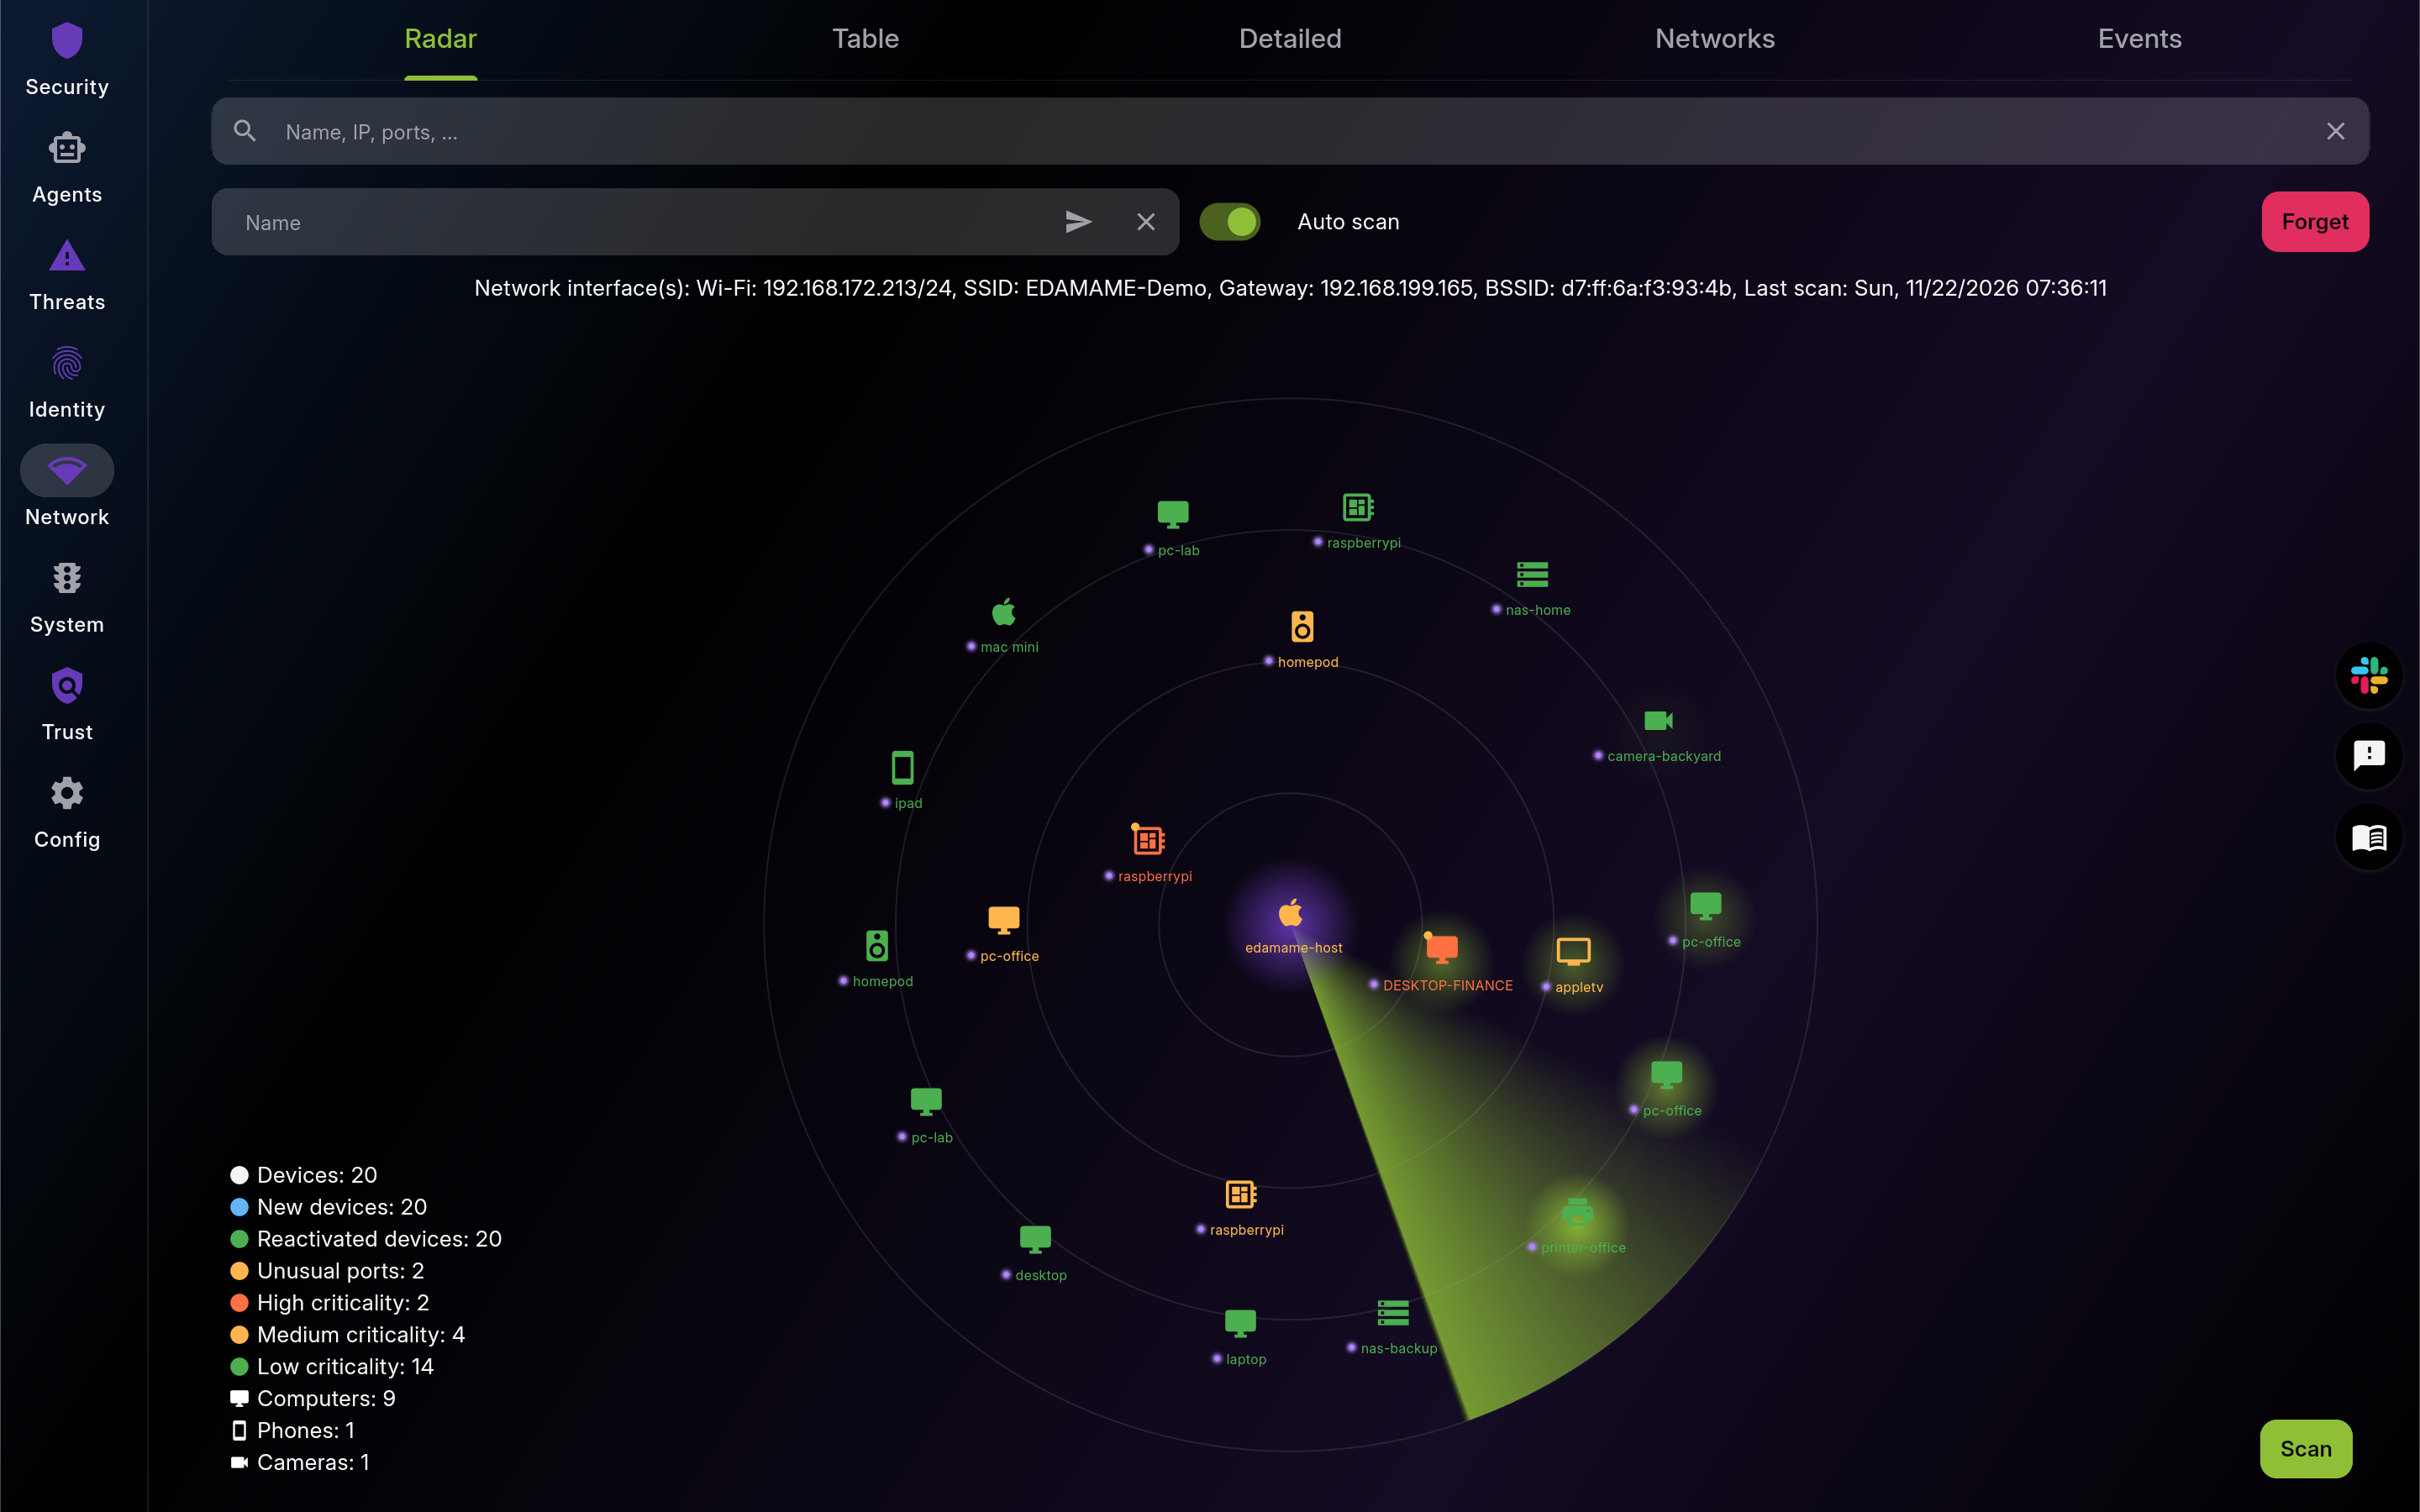 Security
Agents
Threats
Identity
Network
System
Trust
Config
Radar
Table
Detailed
Networks
Events
Name, IP, ports, ...
Name
Auto scan
Forget
Network interface(s): Wi-Fi: 192.168.172.213/24, SSID: EDAMAME-Demo, Gateway: 192.168.199.165, BSSID: d7:ff:6a:f3:93:4b, Last scan: Sun, 11/22/2026 07:36:11
raspberrypi
pc-lab
nas-home
mac mini
homepod
camera-backyard
ipad
raspberrypi
pc-office
edamame-host
pc-office
homepod
DESKTOP-FINANCE
appletv
pc-office
pc-lab
raspberrypi
printer-office
desktop
nas-backup
laptop
Devices: 20
New devices: 20
Reactivated devices: 20
Unusual ports: 2
High criticality: 2
Medium criticality: 4
Low criticality: 14
Computers: 9
Phones: 1
Cameras: 1
Scan